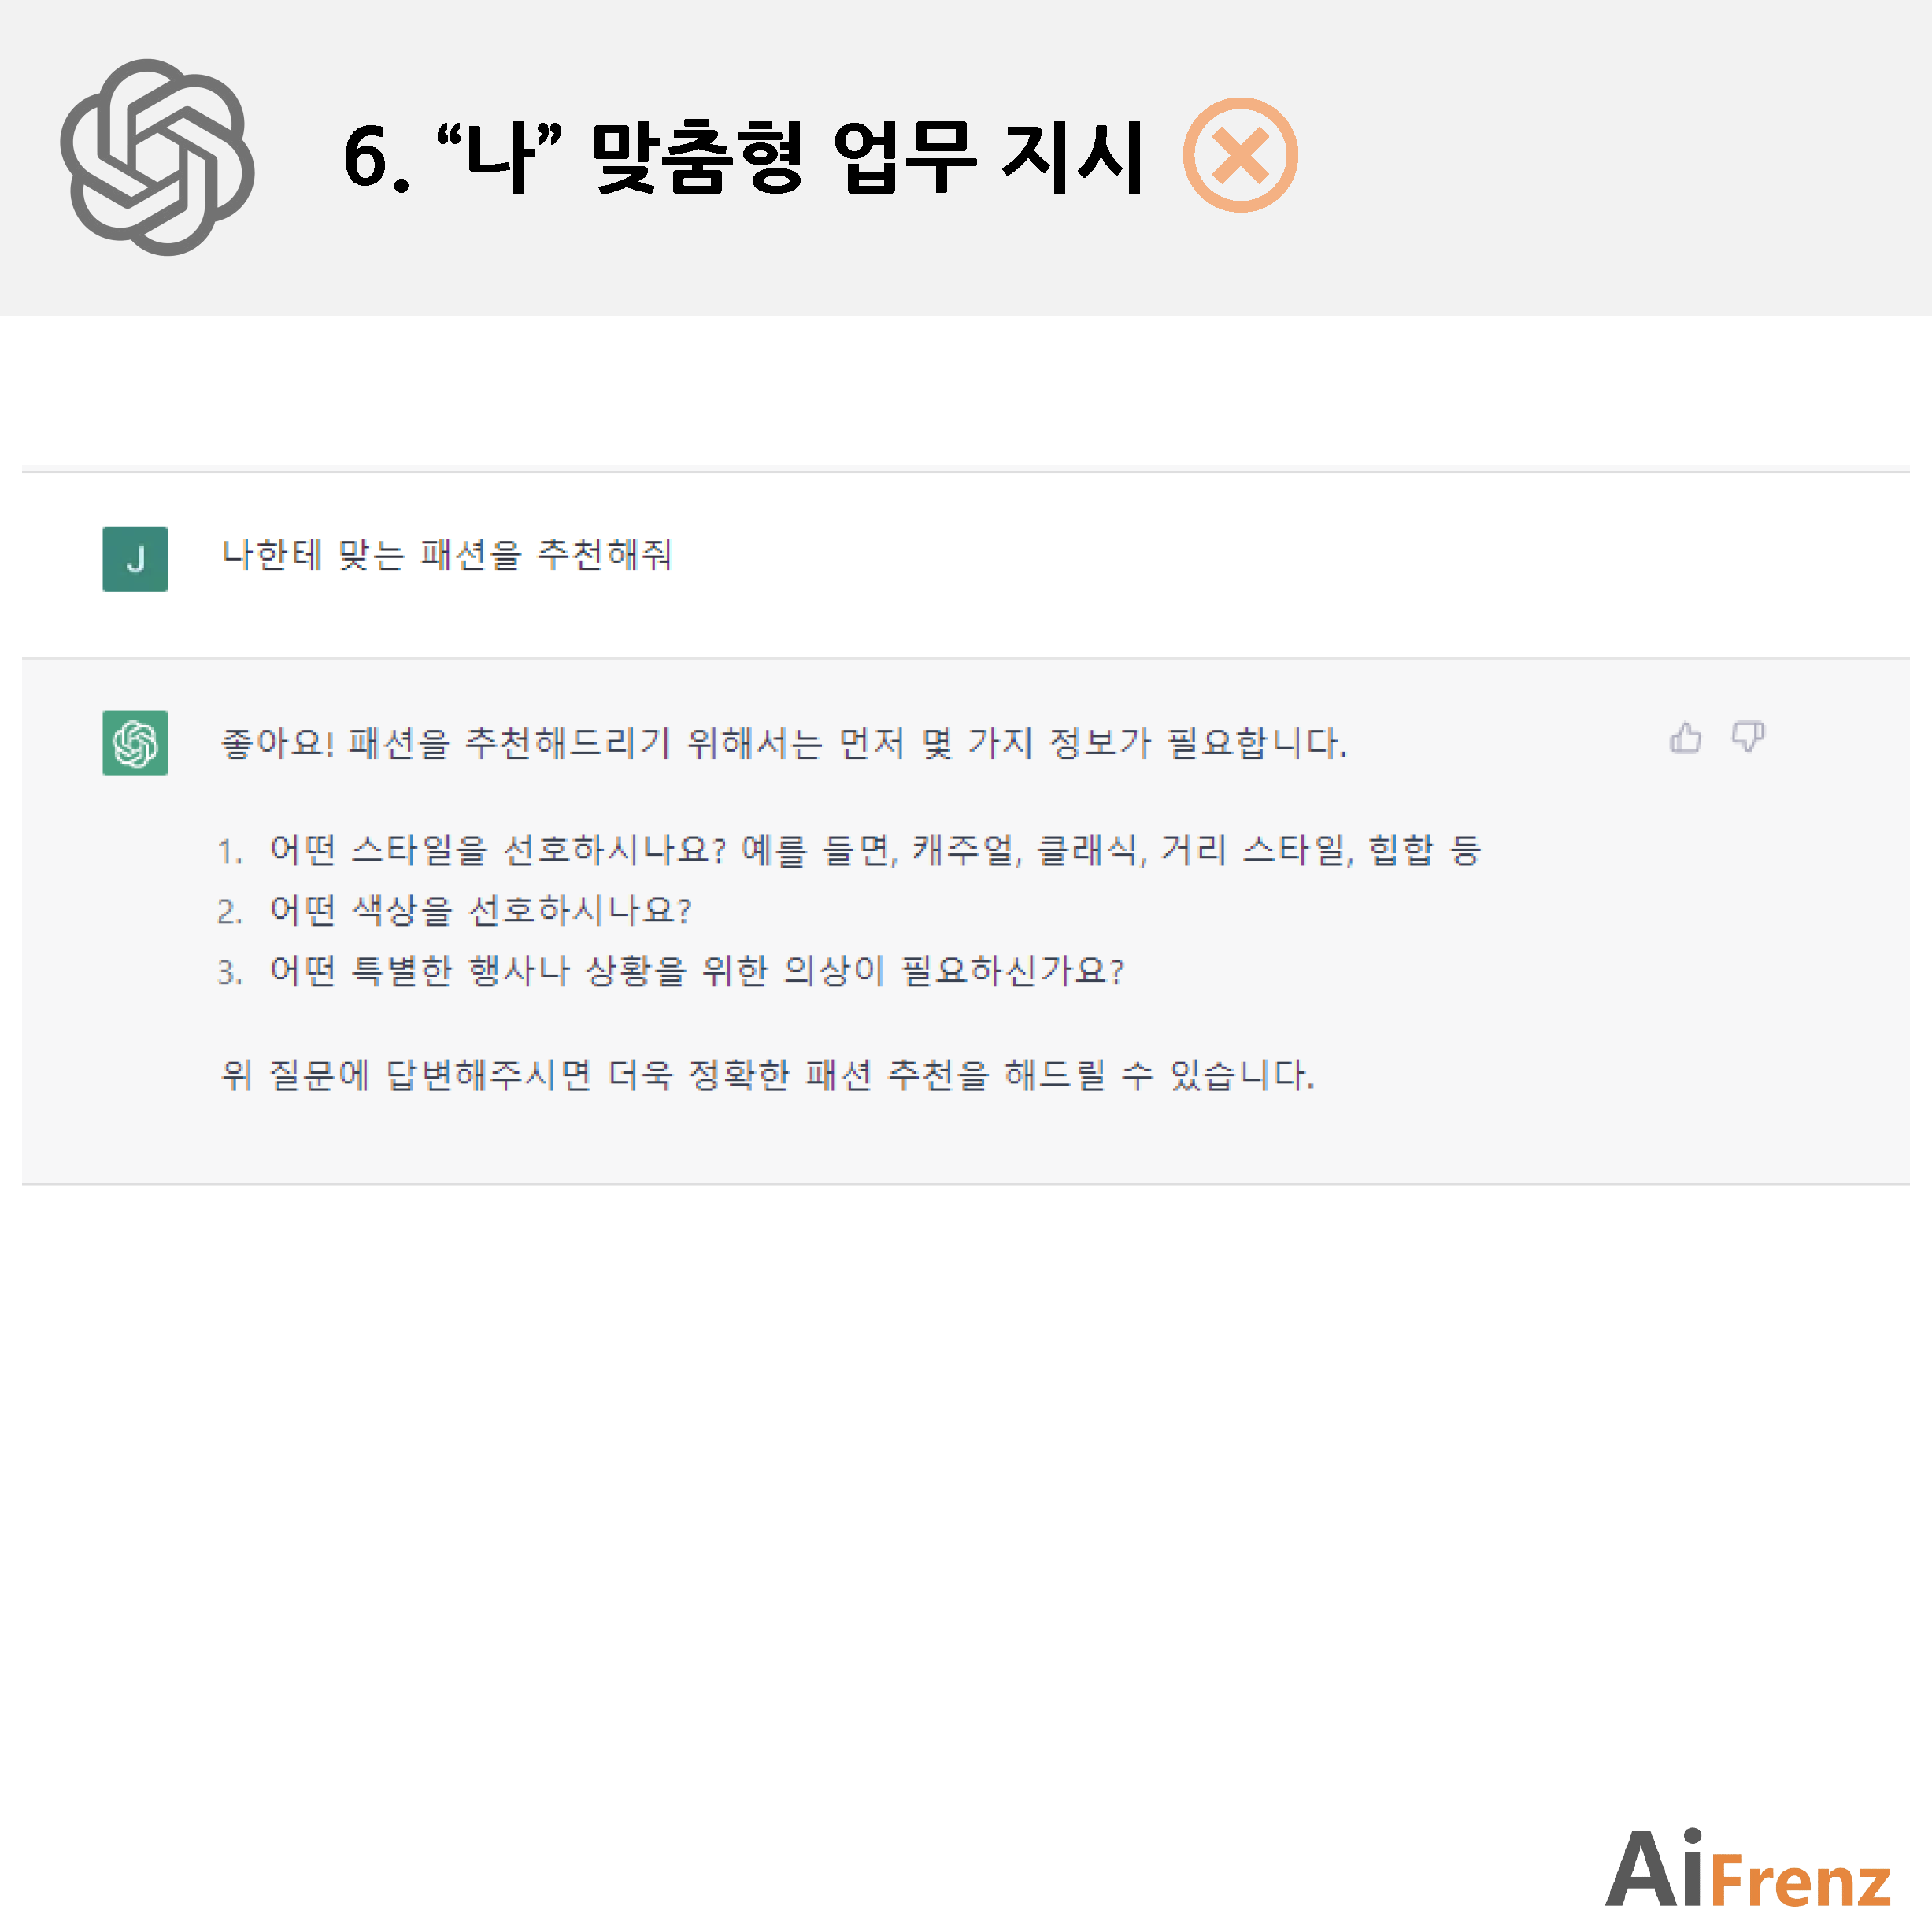 6. “나” 맞춤형 업무 지시
J
나한테 맞는 패션을 추천해줘
좋아요! 패션을 추천해드리기 위해서는 먼저 몇 가지 정보가 필요합니다.
1. 어떤 스타일을 선호하시나요? 예를 들면, 캐주얼, 클래식, 거리 스타일, 힙합 등
2. 어떤 색상을 선호하시나요?
3. 어떤 특별한 행사나 상황을 위한 의상이 필요하신가요?
위 질문에 답변해주시면 더욱 정확한 패션 추천을 해드릴 수 있습니다.
AiFrenz